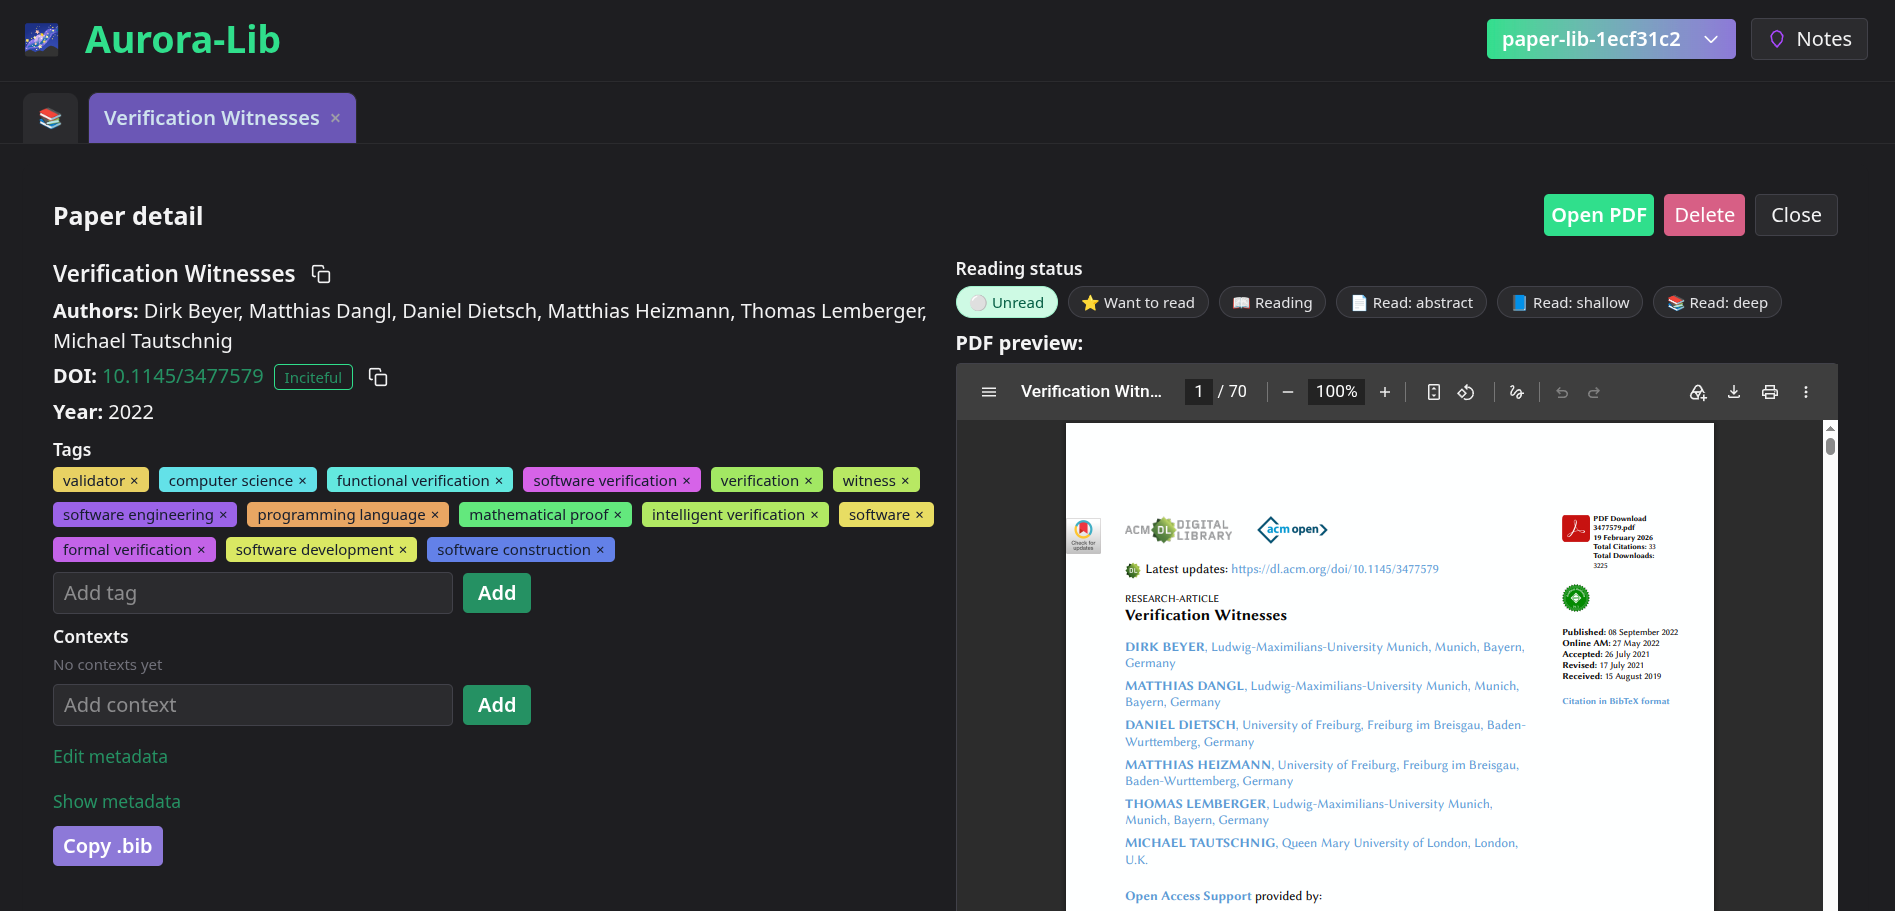 Aurora-Lib
paper-lib-1ecf31c2
Notes
Verification Witnesses ×
Paper detail
Open PDF
Delete
Close
Verification Witnesses
Authors: Dirk Beyer, Matthias Dangl, Daniel Dietsch, Matthias Heizmann, Thomas Lemberger,
Michael Tautschnig
DOI: 10.1145/3477579 Inciteful
Year: 2022
Tags
validator × computer science × functional verification × software verification × verification × witness ×
software engineering × programming language × mathematical proof × intelligent verification × software ×
formal verification × software development × software construction ×
Add tag Add
Contexts
No contexts yet
Add context Add
Edit metadata
Show metadata
Copy .bib
Reading status
Unread Want to read Reading Read: abstract Read: shallow Read: deep
PDF preview:
Verification Witn... 1 / 70 − 100% +
Check for
updates
ACM DL DIGITAL
LIBRARY
acm open
Latest updates: https://dl.acm.org/doi/10.1145/3477579
RESEARCH-ARTICLE
Verification Witnesses
DIRK BEYER, Ludwig-Maximilians-University Munich, Munich, Bayern,
Germany
MATTHIAS DANGL, Ludwig-Maximilians-University Munich, Munich,
Bayern, Germany
DANIEL DIETSCH, University of Freiburg, Freiburg im Breisgau, Baden-
Wurttemberg, Germany
MATTHIAS HEIZMANN, University of Freiburg, Freiburg im Breisgau,
Baden-Wurttemberg, Germany
THOMAS LEMBERGER, Ludwig-Maximilians-University Munich,
Munich, Bayern, Germany
MICHAEL TAUTSCHNIG, Queen Mary University of London, London,
U.K.
Open Access Support provided by:
PDF Download
3477579.pdf
19 February 2026
Total Citations: 33
Total Downloads:
3225
Published: 08 September 2022
Online AM: 27 May 2022
Accepted: 26 July 2021
Revised: 17 July 2021
Received: 15 August 2019
Citation in BibTeX format